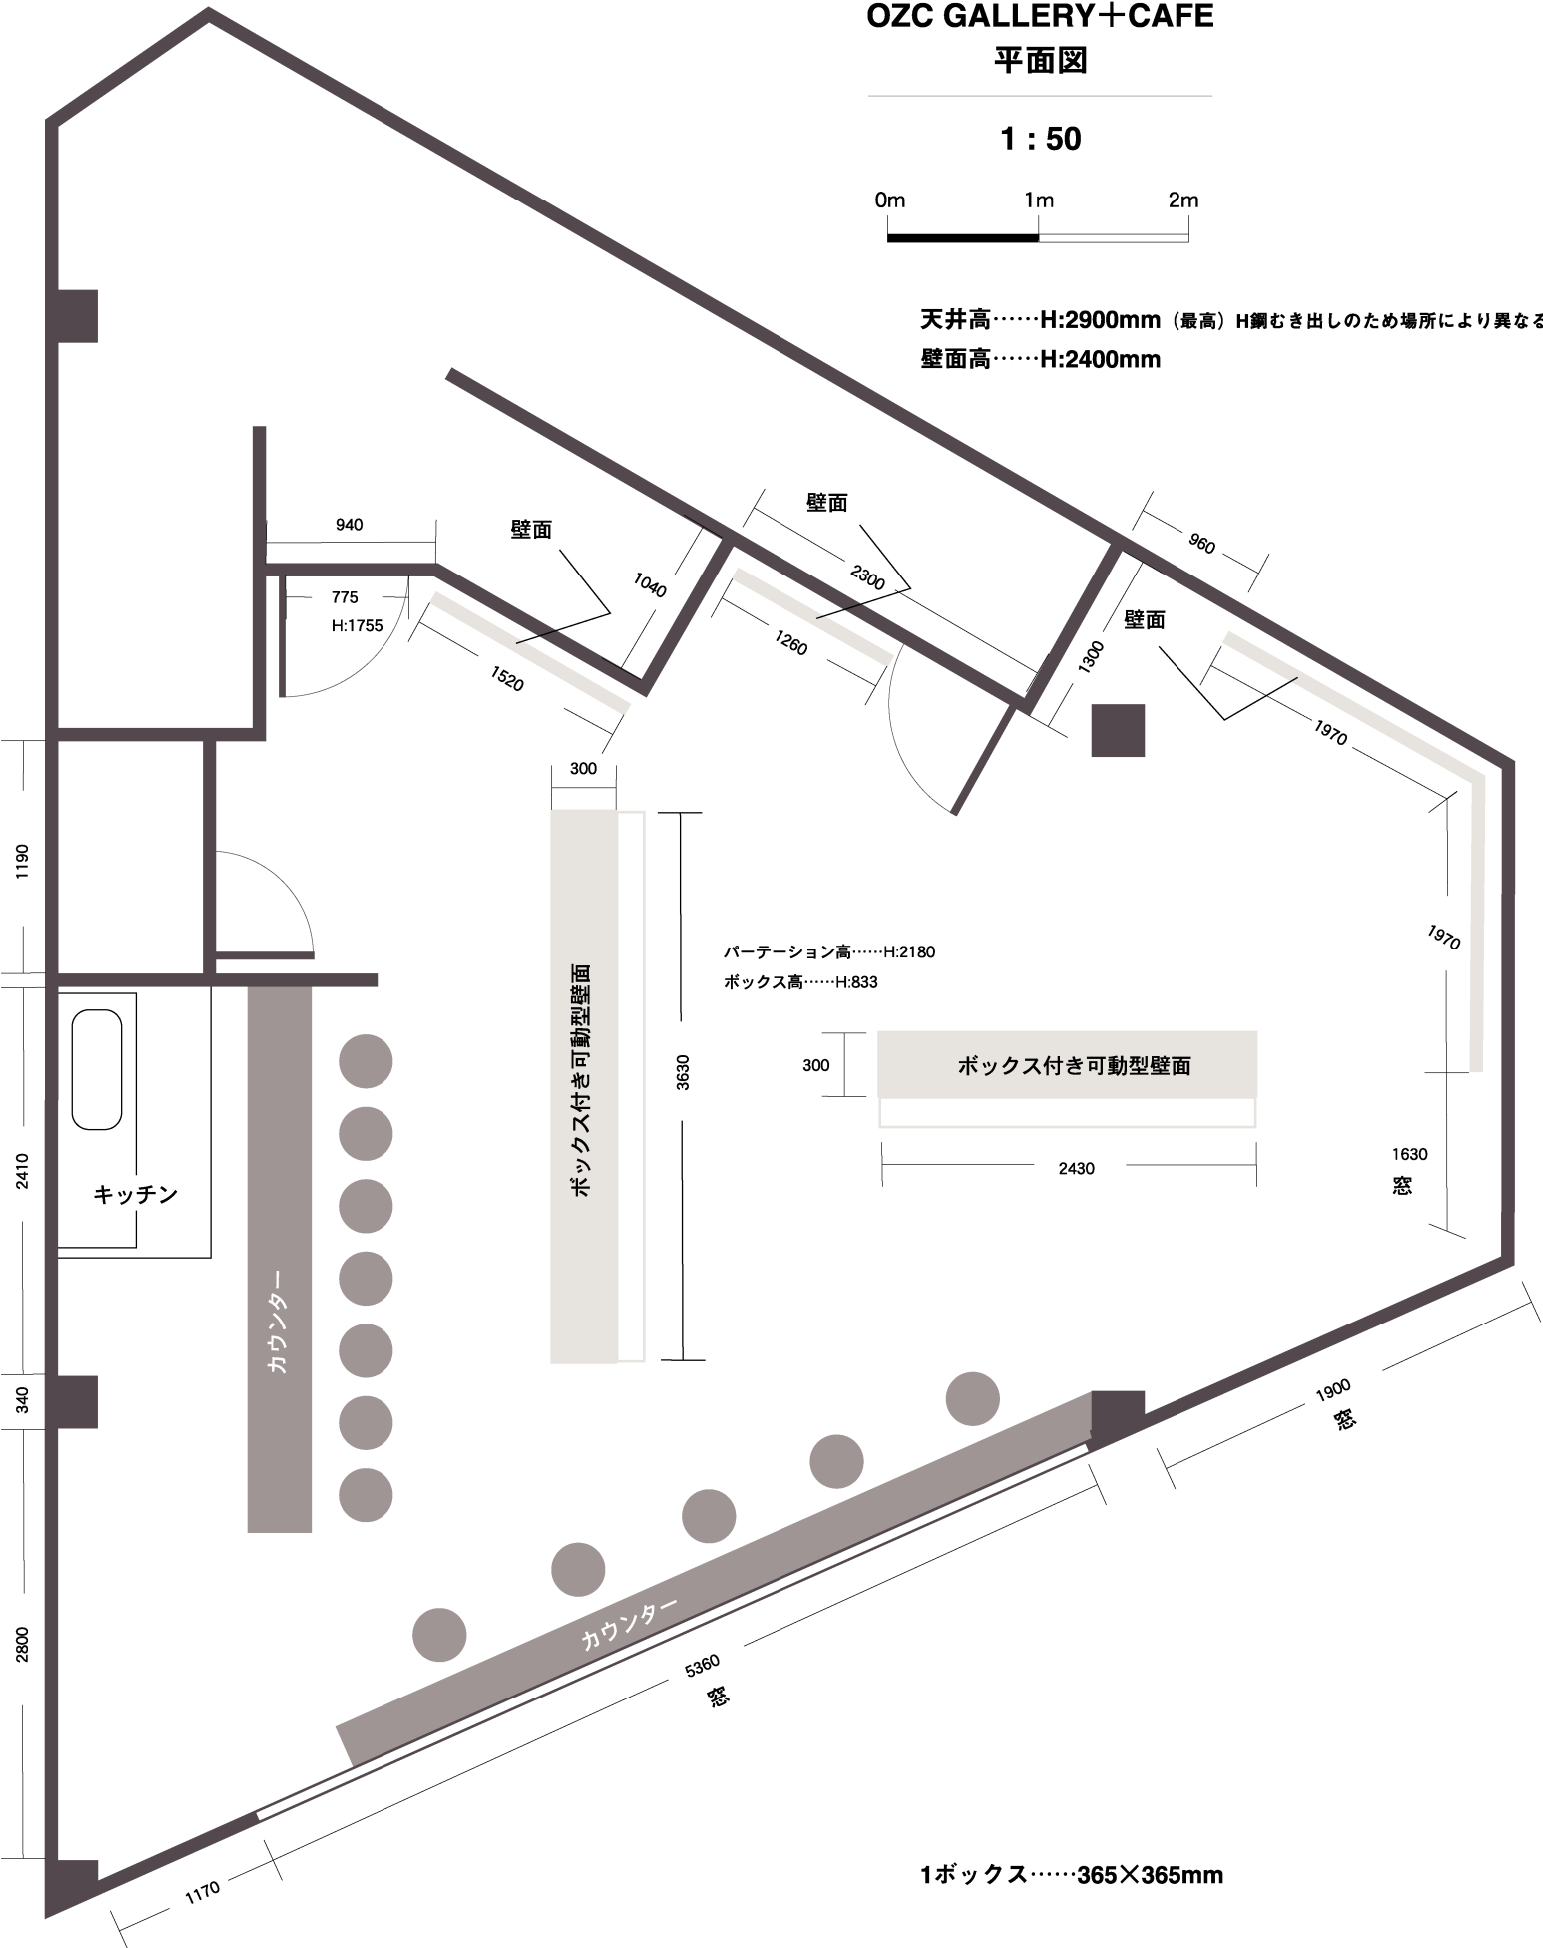 OZC GALLERY＋CAFE
平面図
1 : 50
0m 1m 2m
天井高……H:2900mm（最高）H鋼むき出しのため場所により異なる
壁面高……H:2400mm
壁面
940
775
H:1755
1520
1040
壁面
2300
1260
960
壁面
1300
1970
1970
1630
窓
300
ボックス付き可動型壁面
3630
パーテーション高……H:2180
ボックス高……H:833
300
ボックス付き可動型壁面
2430
1190
2410
340
2800
キッチン
カウンター
カウンター
1900
窓
5360
窓
1170
1ボックス……365×365mm